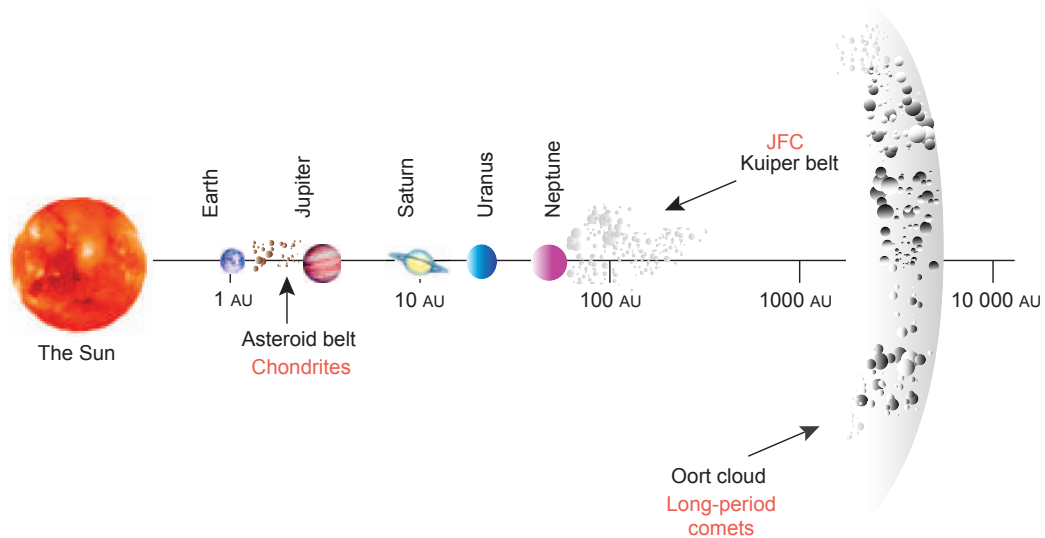 JFC
Kuiper belt
Earth
Jupiter
Saturn
Uranus
Neptune
1 AU
10 AU
100 AU
1000 AU
10 000 AU
The Sun
Asteroid belt
Chondrites
Oort cloud
Long-period
comets